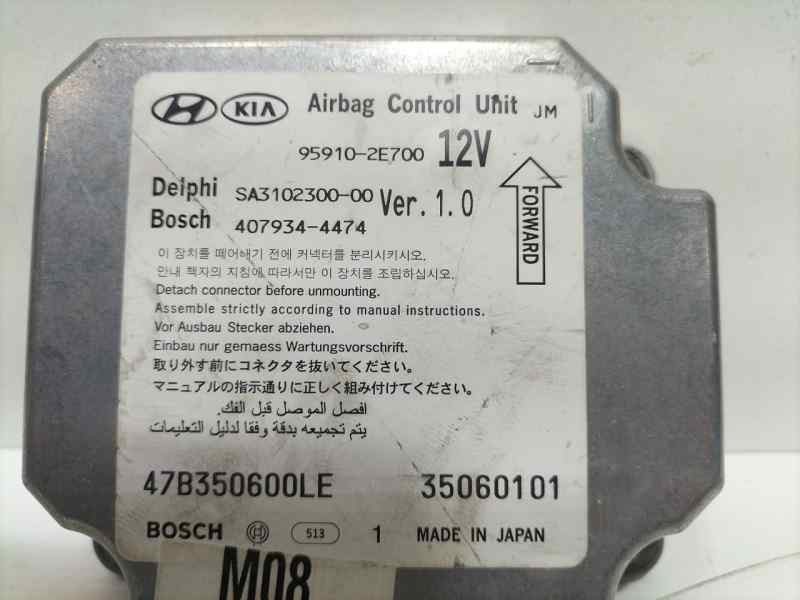 KIA Airbag Control Unit JM
95910-2E700 12V
Delphi SA3102300-00 Ver. 1.0
Bosch 407934-4474
FORWARD
이 장치를 떼어내기 전에 커넥터를 분리시키시오.
안내 책자의 지침에 따라서만 이 장치를 조립하십시오.
Detach connector before unmounting.
Assemble strictly according to manual instructions.
Vor Ausbau Stecker abziehen.
Einbau nur gemaess Wartungsvorschrift.
取り外す前にコネクタを抜いてください。
マニュアルの指示通りに正しく組み付けてください。
افصل الموصل قبل الفك.
يتم تجميعه بدقة وفقا لدليل التعليمات
47B350600LE 35060101
BOSCH 513 1 MADE IN JAPAN
M08